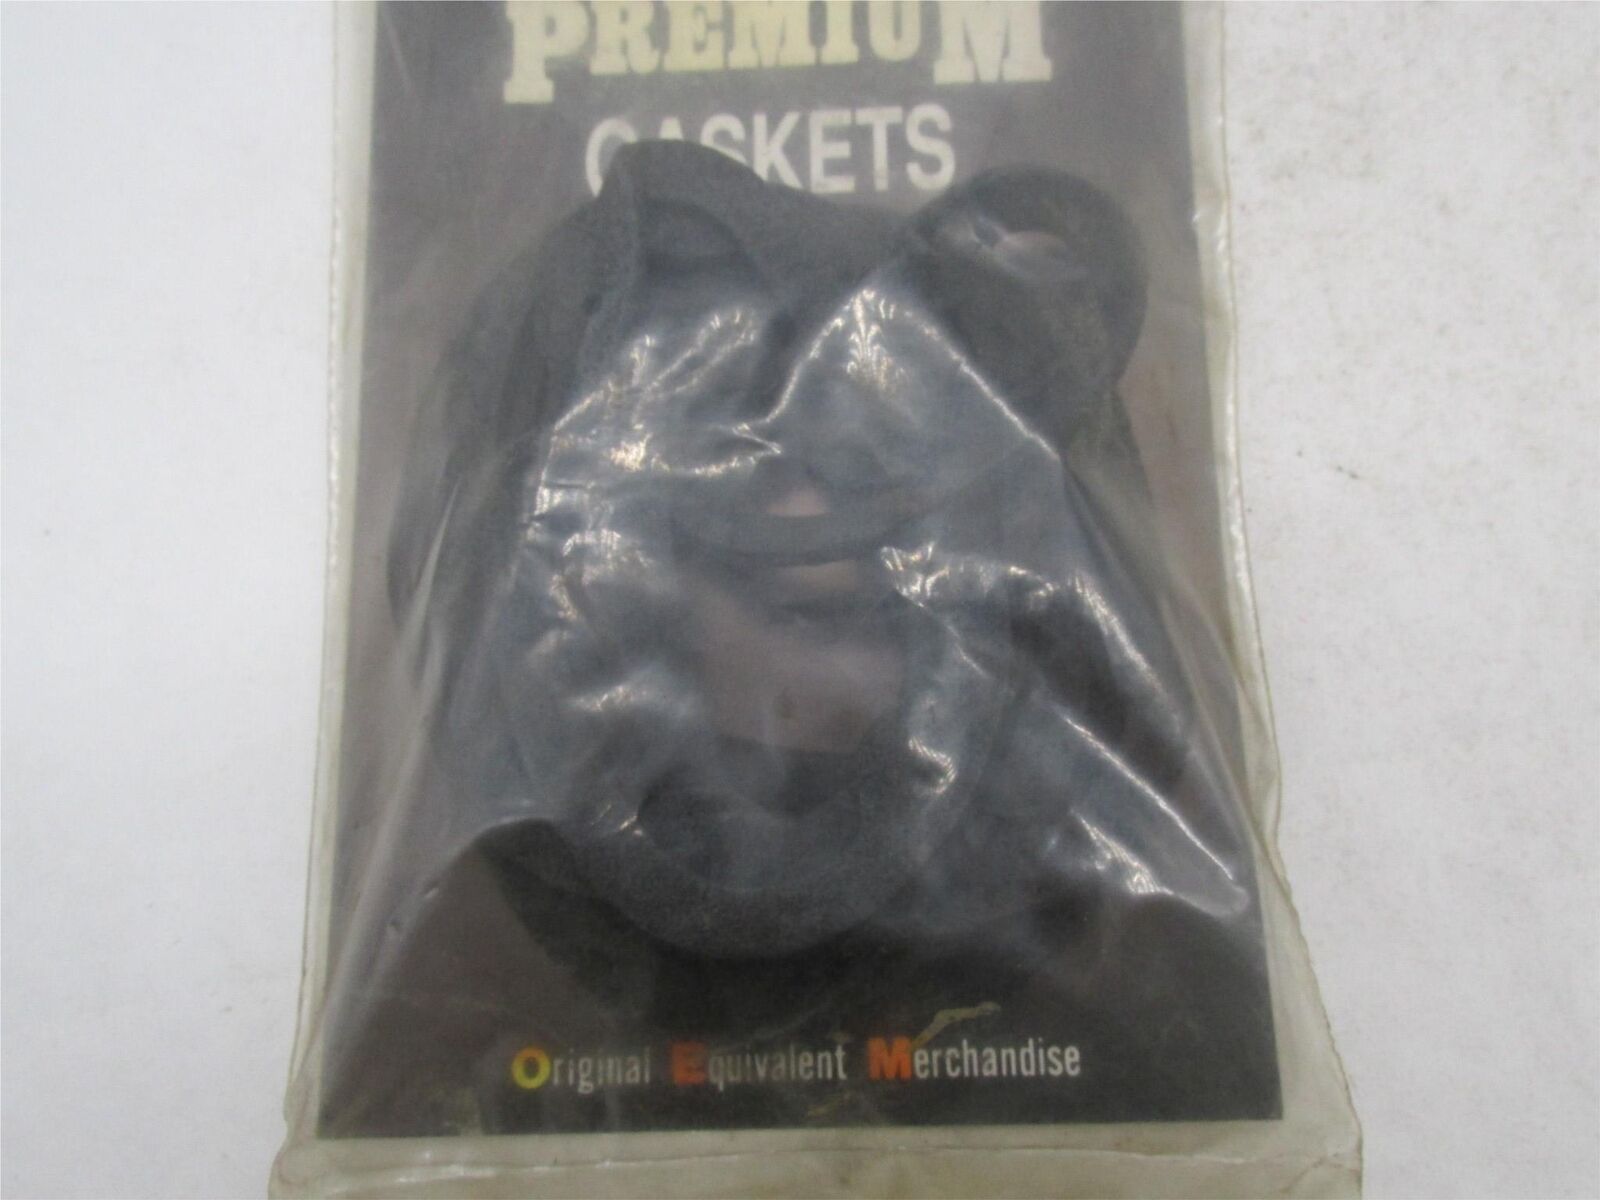 PREMIUM
GASKETS
Original Equivalent Merchandise